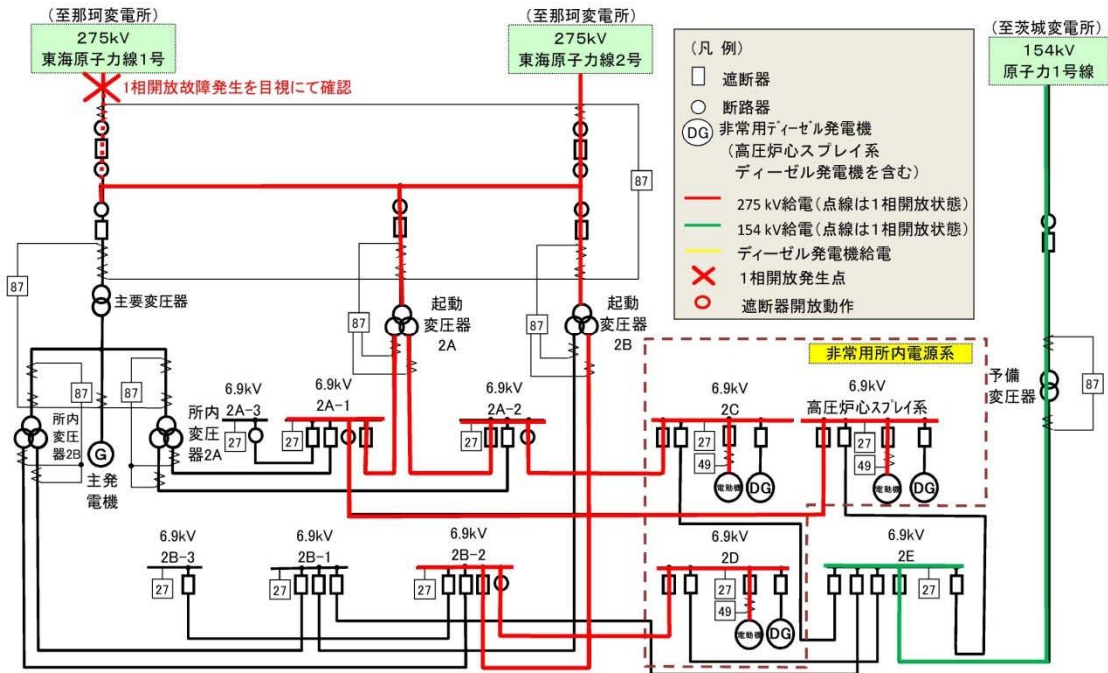 (至那珂変電所)
275kV
東海原子力線1号
1相開放故障発生を目視にて確認
(至那珂変電所)
275kV
東海原子力線2号
(至茨城変電所)
154kV
原子力1号線
(凡 例)
遮断器
断路器
DG
非常用ディーゼル発電機
(高圧炉心スプレイ系
ディーゼル発電機を含む)
275 kV給電(点線は1相開放状態)
154 kV給電(点線は1相開放状態)
ディーゼル発電機給電
1相開放発生点
遮断器開放動作
87
87
主要変圧器
87
起動
変圧器
2A
87
起動
変圧器
2B
非常用所内電源系
予備
変圧器
87
87
87
所内
変圧
器2B
G
主発
電機
所内
変圧
器2A
6.9kV
2A-3
27
6.9kV
2A-1
27
6.9kV
2A-2
27
6.9kV
2C
27
49
電動機
DG
高圧炉心スプレイ系
6.9kV
27
49
電動機
DG
6.9kV
2B-3
27
6.9kV
2B-1
27
6.9kV
2B-2
27
6.9kV
2D
27
49
電動機
DG
6.9kV
2E
27